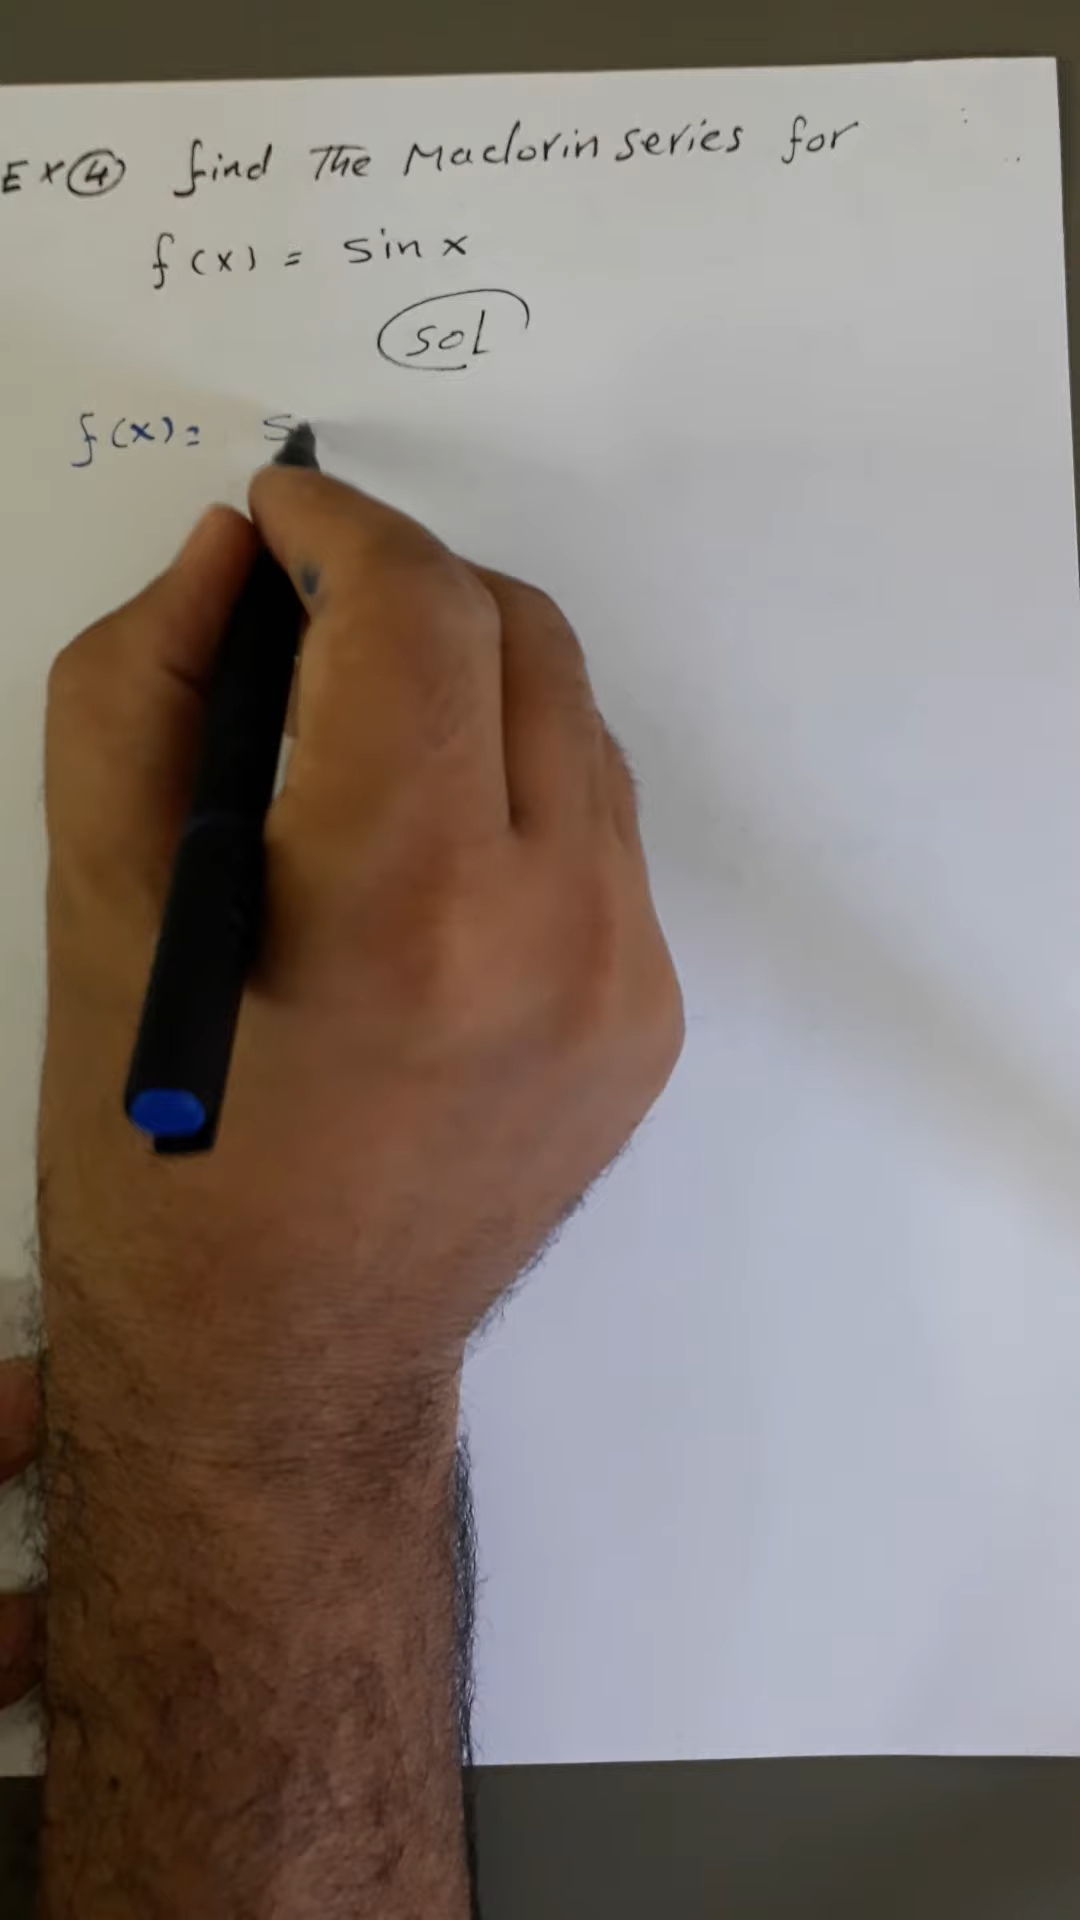 Ex④ find The Maclorin series for
f(x) = sin x
sol
f(x) = s